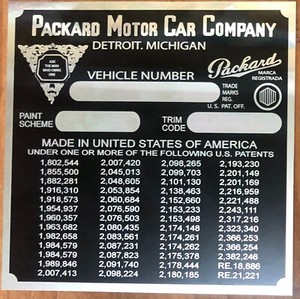 PACKARD MOTOR CAR COMPANY
DETROIT. MICHIGAN
ASK
THE MAN
WHO OWNS
ONE
VEHICLE NUMBER
Packard
MARCA
REGISTRADA
TRADE
MARKS
REG.
U.S. PAT. OFF.
PAINT
SCHEME
TRIM
CODE
MADE IN UNITED STATES OF AMERICA
UNDER ONE OR MORE OF THE FOLLOWING U.S. PATENTS
1,802,544 2,007,420 2,098,265 2,193,230
1,855,500 2,045,013 2,099,703 2,201,149
1,882,281 2,048,605 2,101,130 2,201,169
1,916,310 2,053,854 2,138,463 2,216,959
1,918,573 2,060,684 2,152,660 2,221,488
1,954,937 2,076,590 2,153,233 2,243,111
1,960,357 2,076,503 2,153,496 2,317,216
1,963,682 2,080,435 2,174,148 2,323,340
1,982,658 2,083,561 2,174,261 2,366,253
1,984,579 2,087,231 2,174,262 2,366,254
1,984,579 2,087,823 2,175,378 2,382,246
1,989,846 2,091,740 2,178,444 RE.18,886
2,007,413 2,098,224 2,180,185 RE.21,221